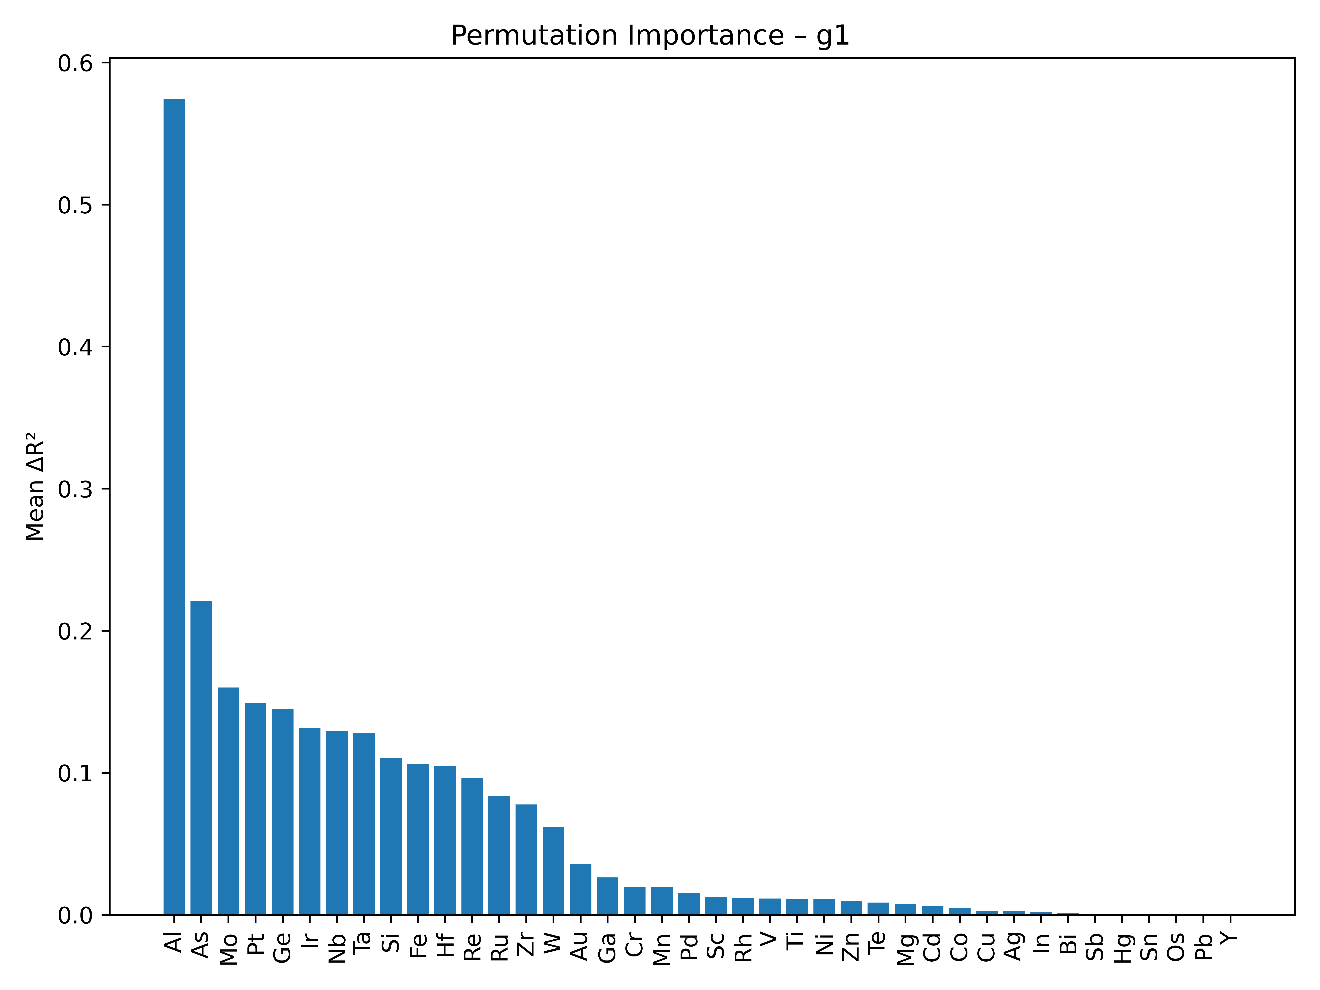 Permutation Importance – g1
Mean ΔR²
0.6
0.5
0.4
0.3
0.2
0.1
0.0
Al As Mo Pt Ge Ir Nb Ta Si Fe Hf Re Ru Zr W Au Ga Cr Mn Pd Sc Rh V Ti Ni Zn Te Mg Cd Co Cu Ag In Bi Sb Hg Sn Os Pb Y